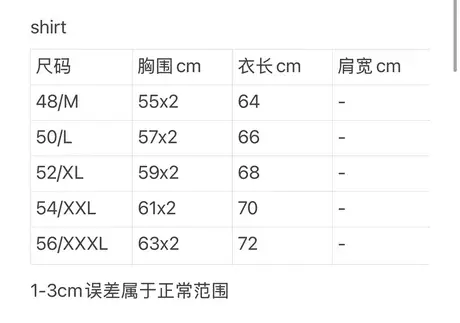 shirt
尺码 胸围cm 衣长cm 肩宽cm
48/M 55x2 64 -
50/L 57x2 66 -
52/XL 59x2 68 -
54/XXL 61x2 70 -
56/XXXL 63x2 72 -
1-3cm误差属于正常范围